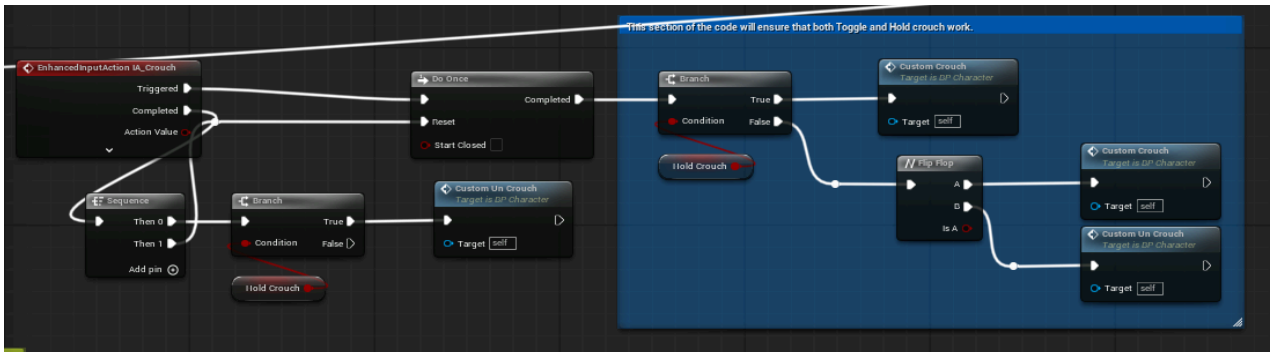 This section of the code will ensure that both Toggle and Hold crouch work.
EnhancedInputAction IA_Crouch
Triggered
Completed
Action Value
Do Once
Completed
Reset
Start Closed
Branch
True
Condition
False
Hold Crouch
Custom Crouch
Target is BP Character
Target self
Flip Flop
A
B
Is A
Custom Crouch
Target is BP Character
Target self
Custom Un Crouch
Target is BP Character
Target self
Sequence
Then 0
Then 1
Add pin
Branch
True
Condition
False
Hold Crouch
Custom Un Crouch
Target is BP Character
Target self